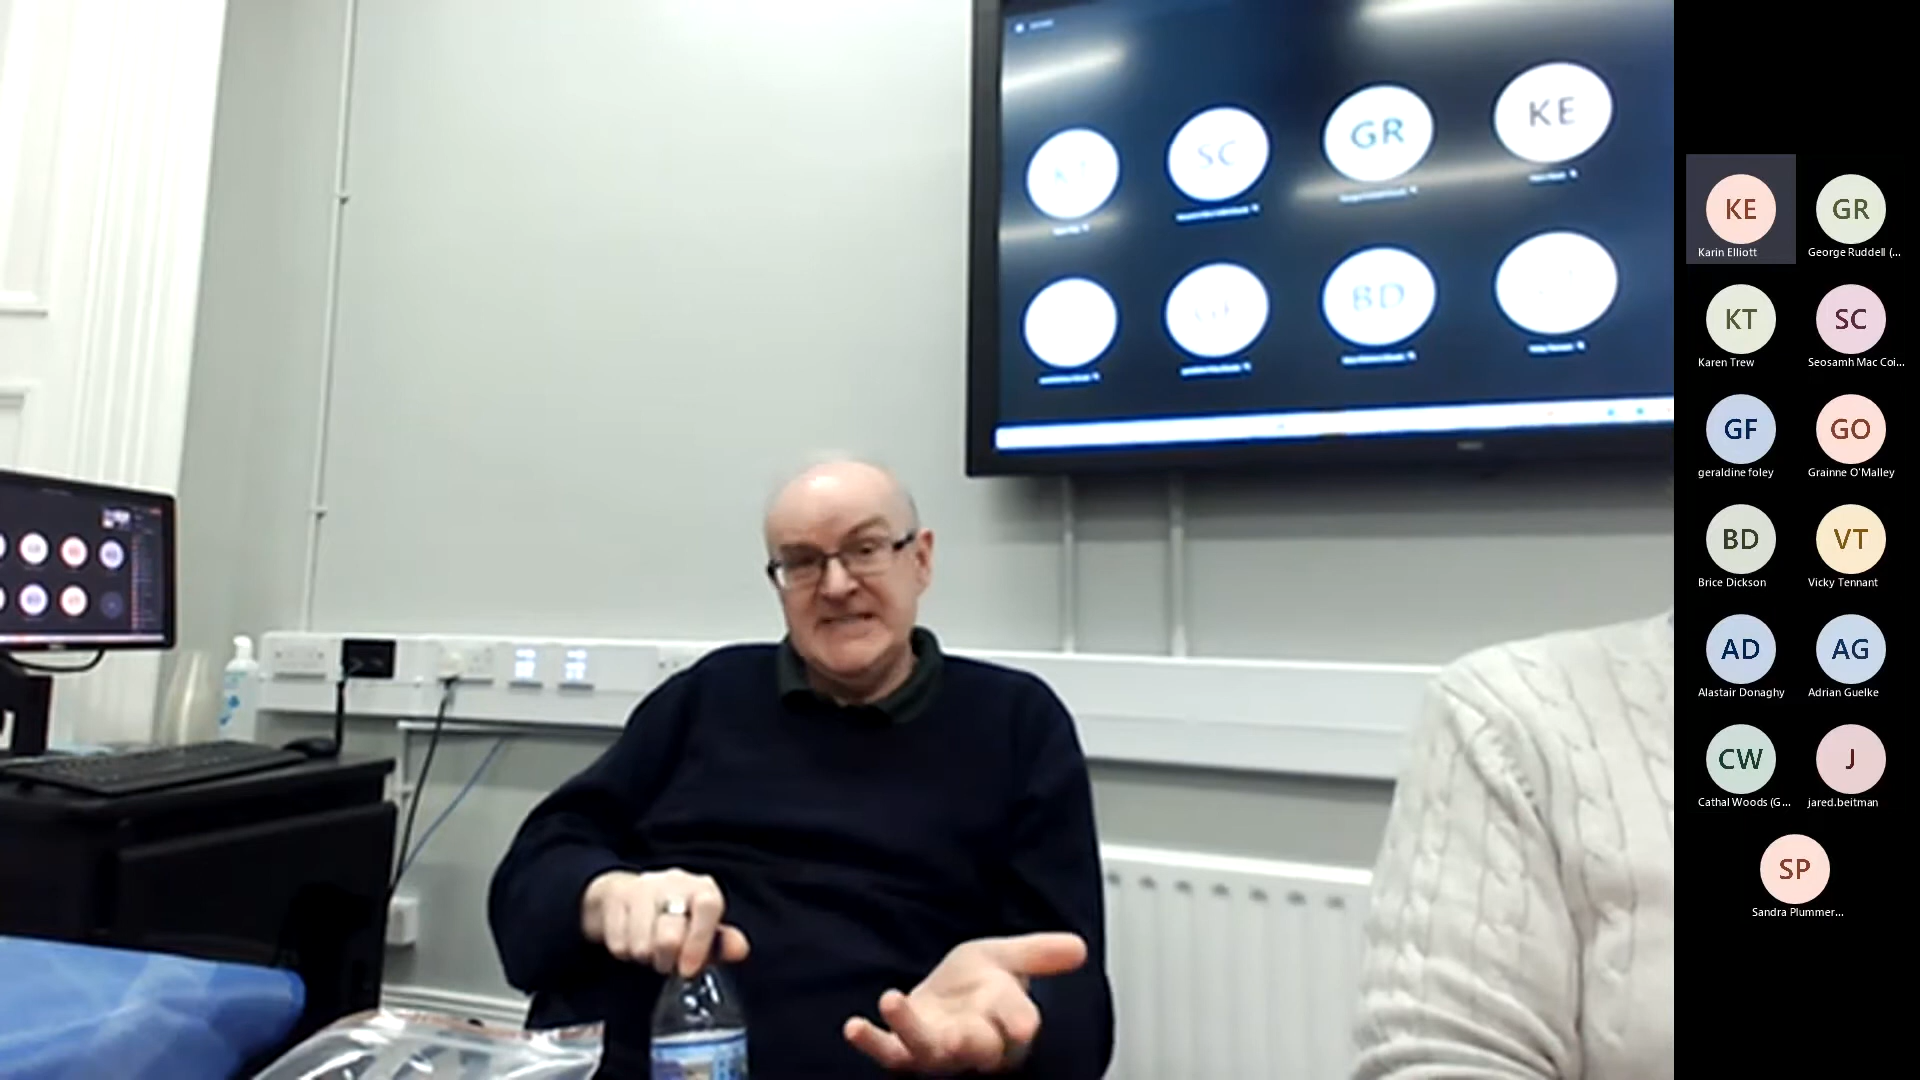 SC
GR
KE
GF
BD
KE
GR
Karin Elliott
George Ruddell (...
KT
SC
Karen Trew
Seosamh Mac Coi...
GF
GO
geraldine foley
Grainne O'Malley
BD
VT
Brice Dickson
Vicky Tennant
AD
AG
Alastair Donaghy
Adrian Guelke
CW
J
Cathal Woods (G...
jared.beitman
SP
Sandra Plummer...